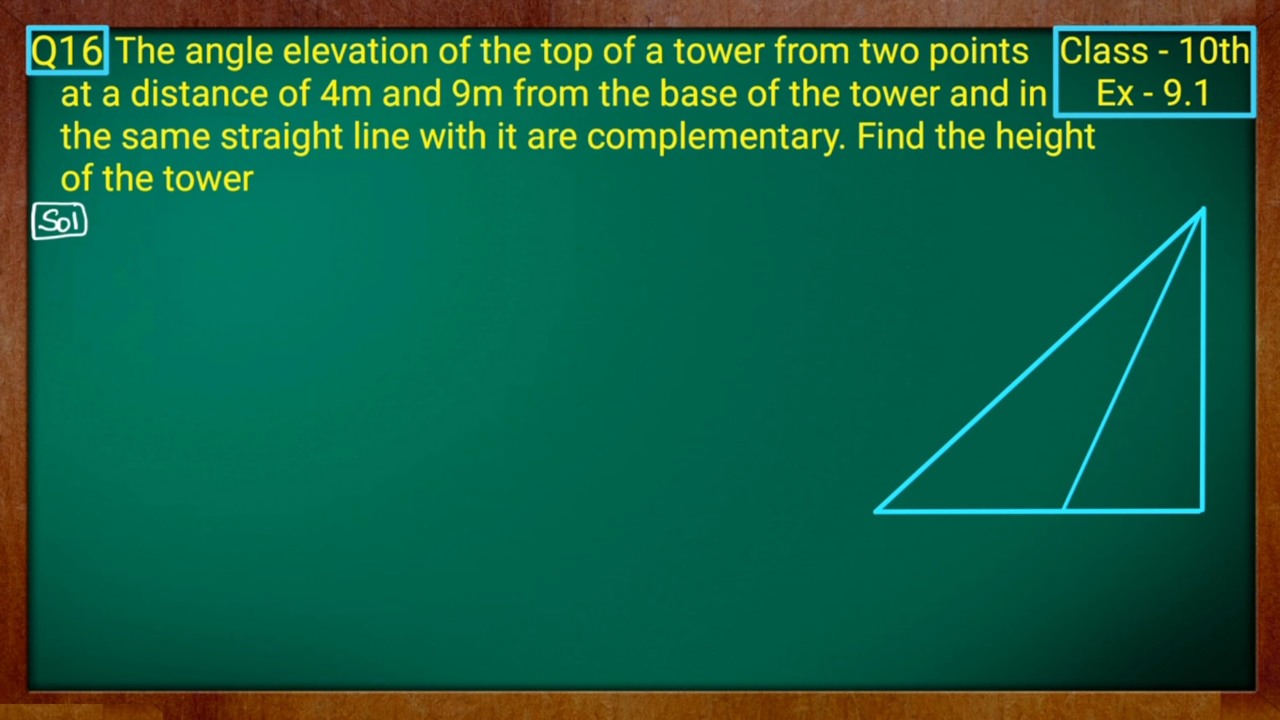 Q16 The angle elevation of the top of a tower from two points
at a distance of 4m and 9m from the base of the tower and in
the same straight line with it are complementary. Find the height
of the tower
Class - 10th
Ex - 9.1
Sol